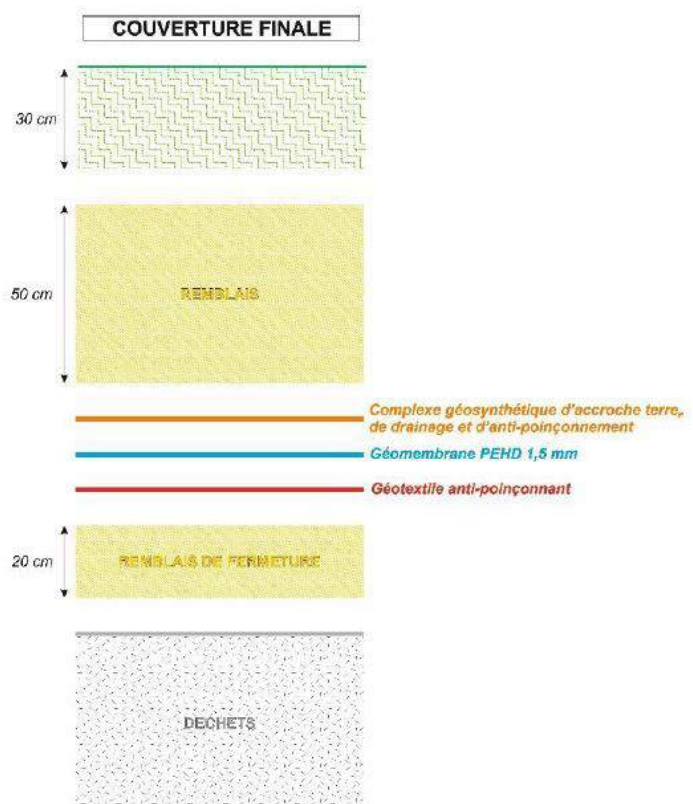 COUVERTURE FINALE
30 cm
50 cm
REMBLAIS
Complexe géosynthétique d'accroche terre,
de drainage et d'anti-poinçonnement
Géomembrane PEHD 1,5 mm
Géotextile anti-poinçonnant
20 cm
REMBLAIS DE FERMETURE
DECHETS